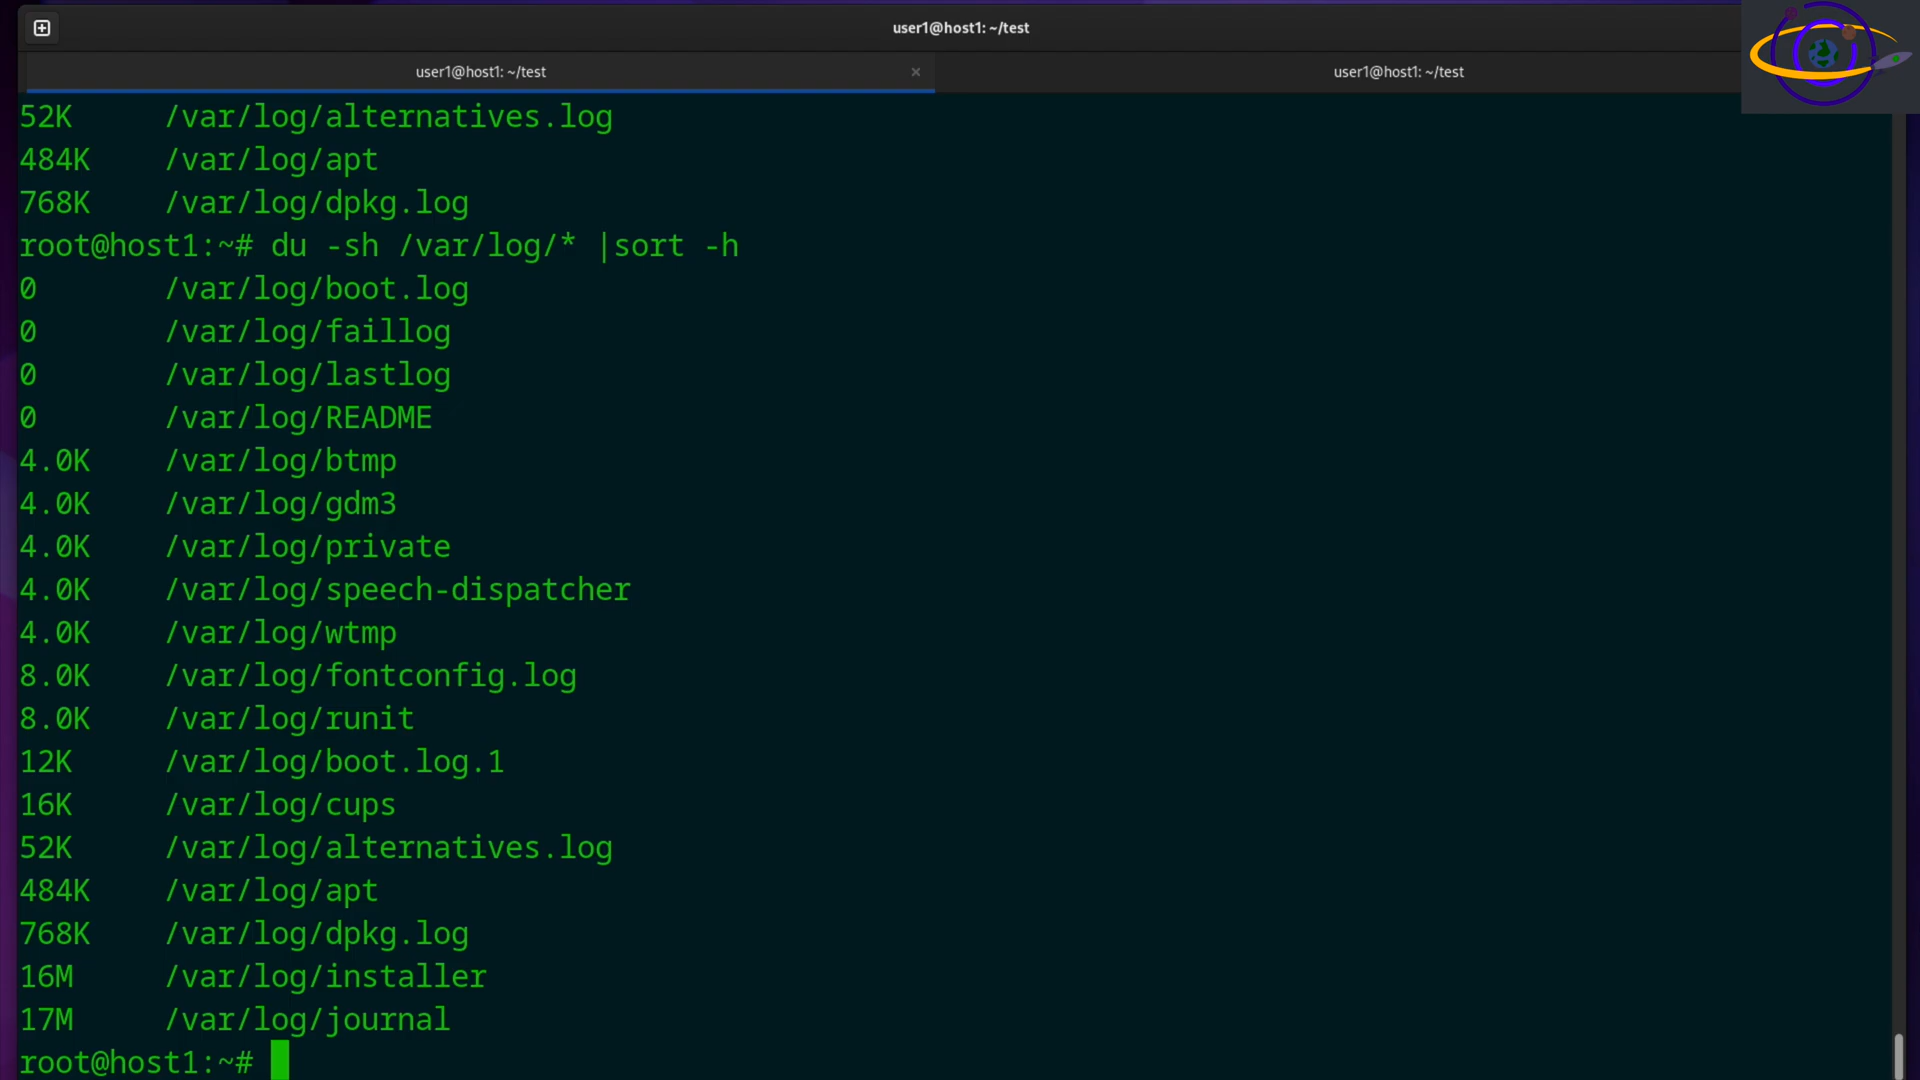 user1@host1: ~/test
user1@host1: ~/test × user1@host1: ~/test
52K /var/log/alternatives.log
484K /var/log/apt
768K /var/log/dpkg.log
root@host1:~# du -sh /var/log/* |sort -h
0 /var/log/boot.log
0 /var/log/faillog
0 /var/log/lastlog
0 /var/log/README
4.0K /var/log/btmp
4.0K /var/log/gdm3
4.0K /var/log/private
4.0K /var/log/speech-dispatcher
4.0K /var/log/wtmp
8.0K /var/log/fontconfig.log
8.0K /var/log/runit
12K /var/log/boot.log.1
16K /var/log/cups
52K /var/log/alternatives.log
484K /var/log/apt
768K /var/log/dpkg.log
16M /var/log/installer
17M /var/log/journal
root@host1:~#